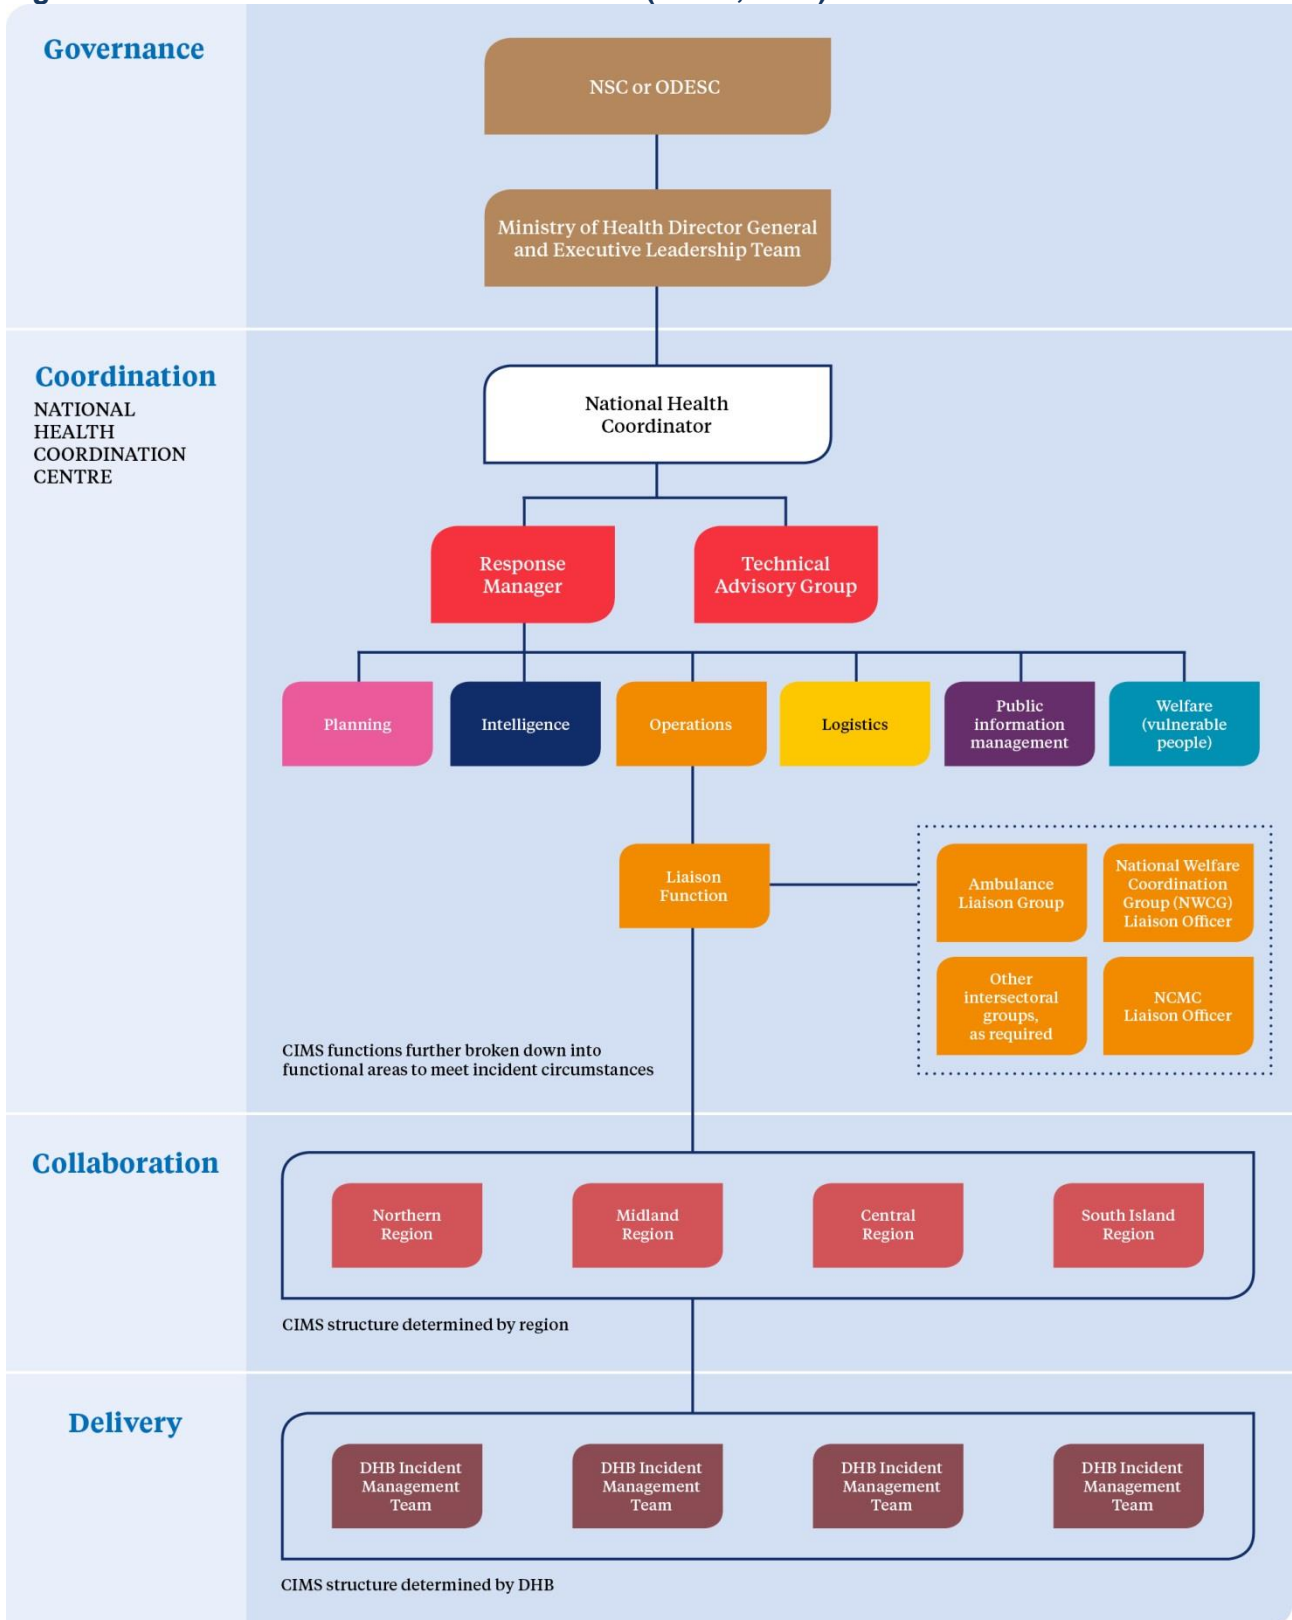 Governance
NSC or ODESC
Ministry of Health Director General
and Executive Leadership Team
Coordination
NATIONAL
HEALTH
COORDINATION
CENTRE
National Health
Coordinator
Response
Manager
Technical
Advisory Group
Planning
Intelligence
Operations
Logistics
Public
information
management
Welfare
(vulnerable
people)
Liaison
Function
Ambulance
Liaison Group
National Welfare
Coordination
Group (NWCG)
Liaison Officer
Other
intersectoral
groups,
as required
NCMC
Liaison Officer
CIMS functions further broken down into
functional areas to meet incident circumstances
Collaboration
Northern
Region
Midland
Region
Central
Region
South Island
Region
CIMS structure determined by region
Delivery
DHB Incident
Management
Team
DHB Incident
Management
Team
DHB Incident
Management
Team
DHB Incident
Management
Team
CIMS structure determined by DHB